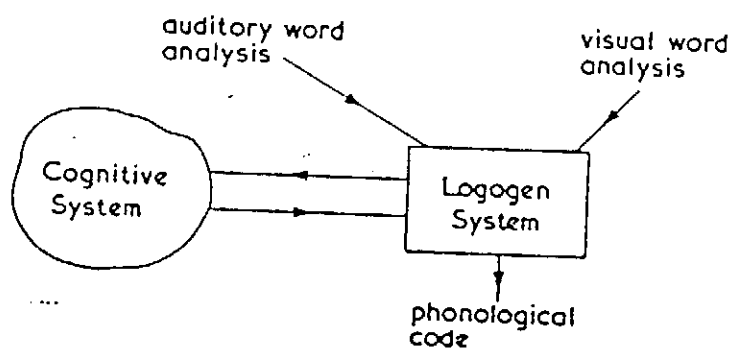 auditory word
analysis
visual word
analysis
Cognitive
System
Logogen
System
phonological
code